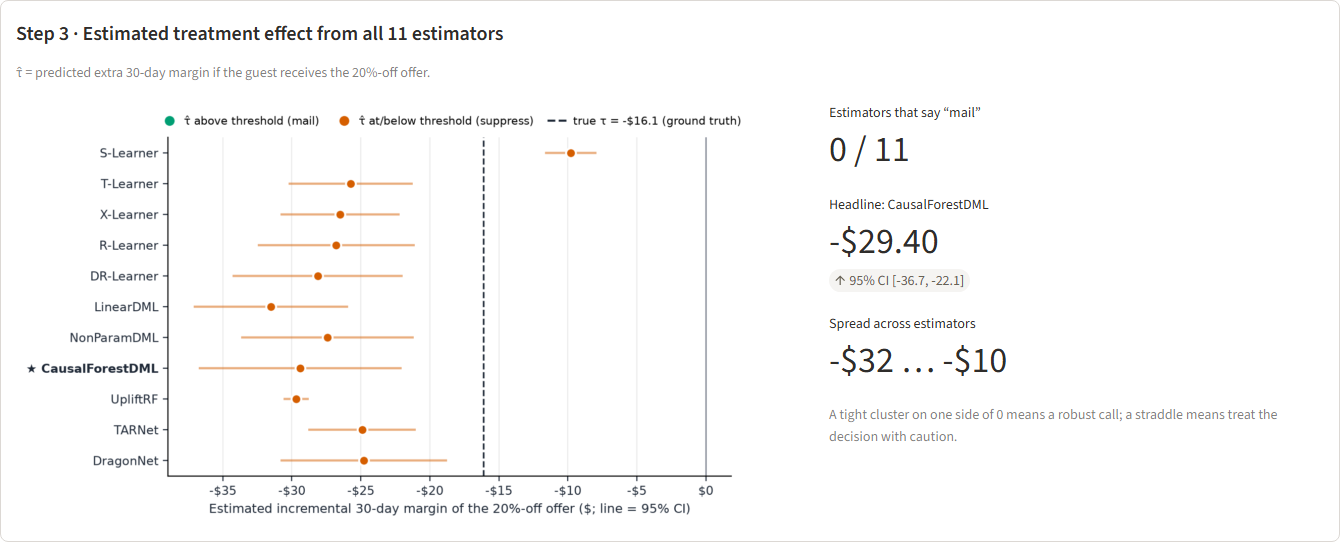 Step 3 · Estimated treatment effect from all 11 estimators
τ̂ = predicted extra 30-day margin if the guest receives the 20%-off offer.
τ̂ above threshold (mail)
τ̂ at/below threshold (suppress)
true τ = -$16.1 (ground truth)
S-Learner
T-Learner
X-Learner
R-Learner
DR-Learner
LinearDML
NonParamDML
★ CausalForestDML
UpliftRF
TARNet
DragonNet
-$35 -$30 -$25 -$20 -$15 -$10 -$5 $0
Estimated incremental 30-day margin of the 20%-off offer ($; line = 95% CI)
Estimators that say “mail”
0 / 11
Headline: CausalForestDML
-$29.40
↑ 95% CI [-36.7, -22.1]
Spread across estimators
-$32 … -$10
A tight cluster on one side of 0 means a robust call; a straddle means treat the
decision with caution.